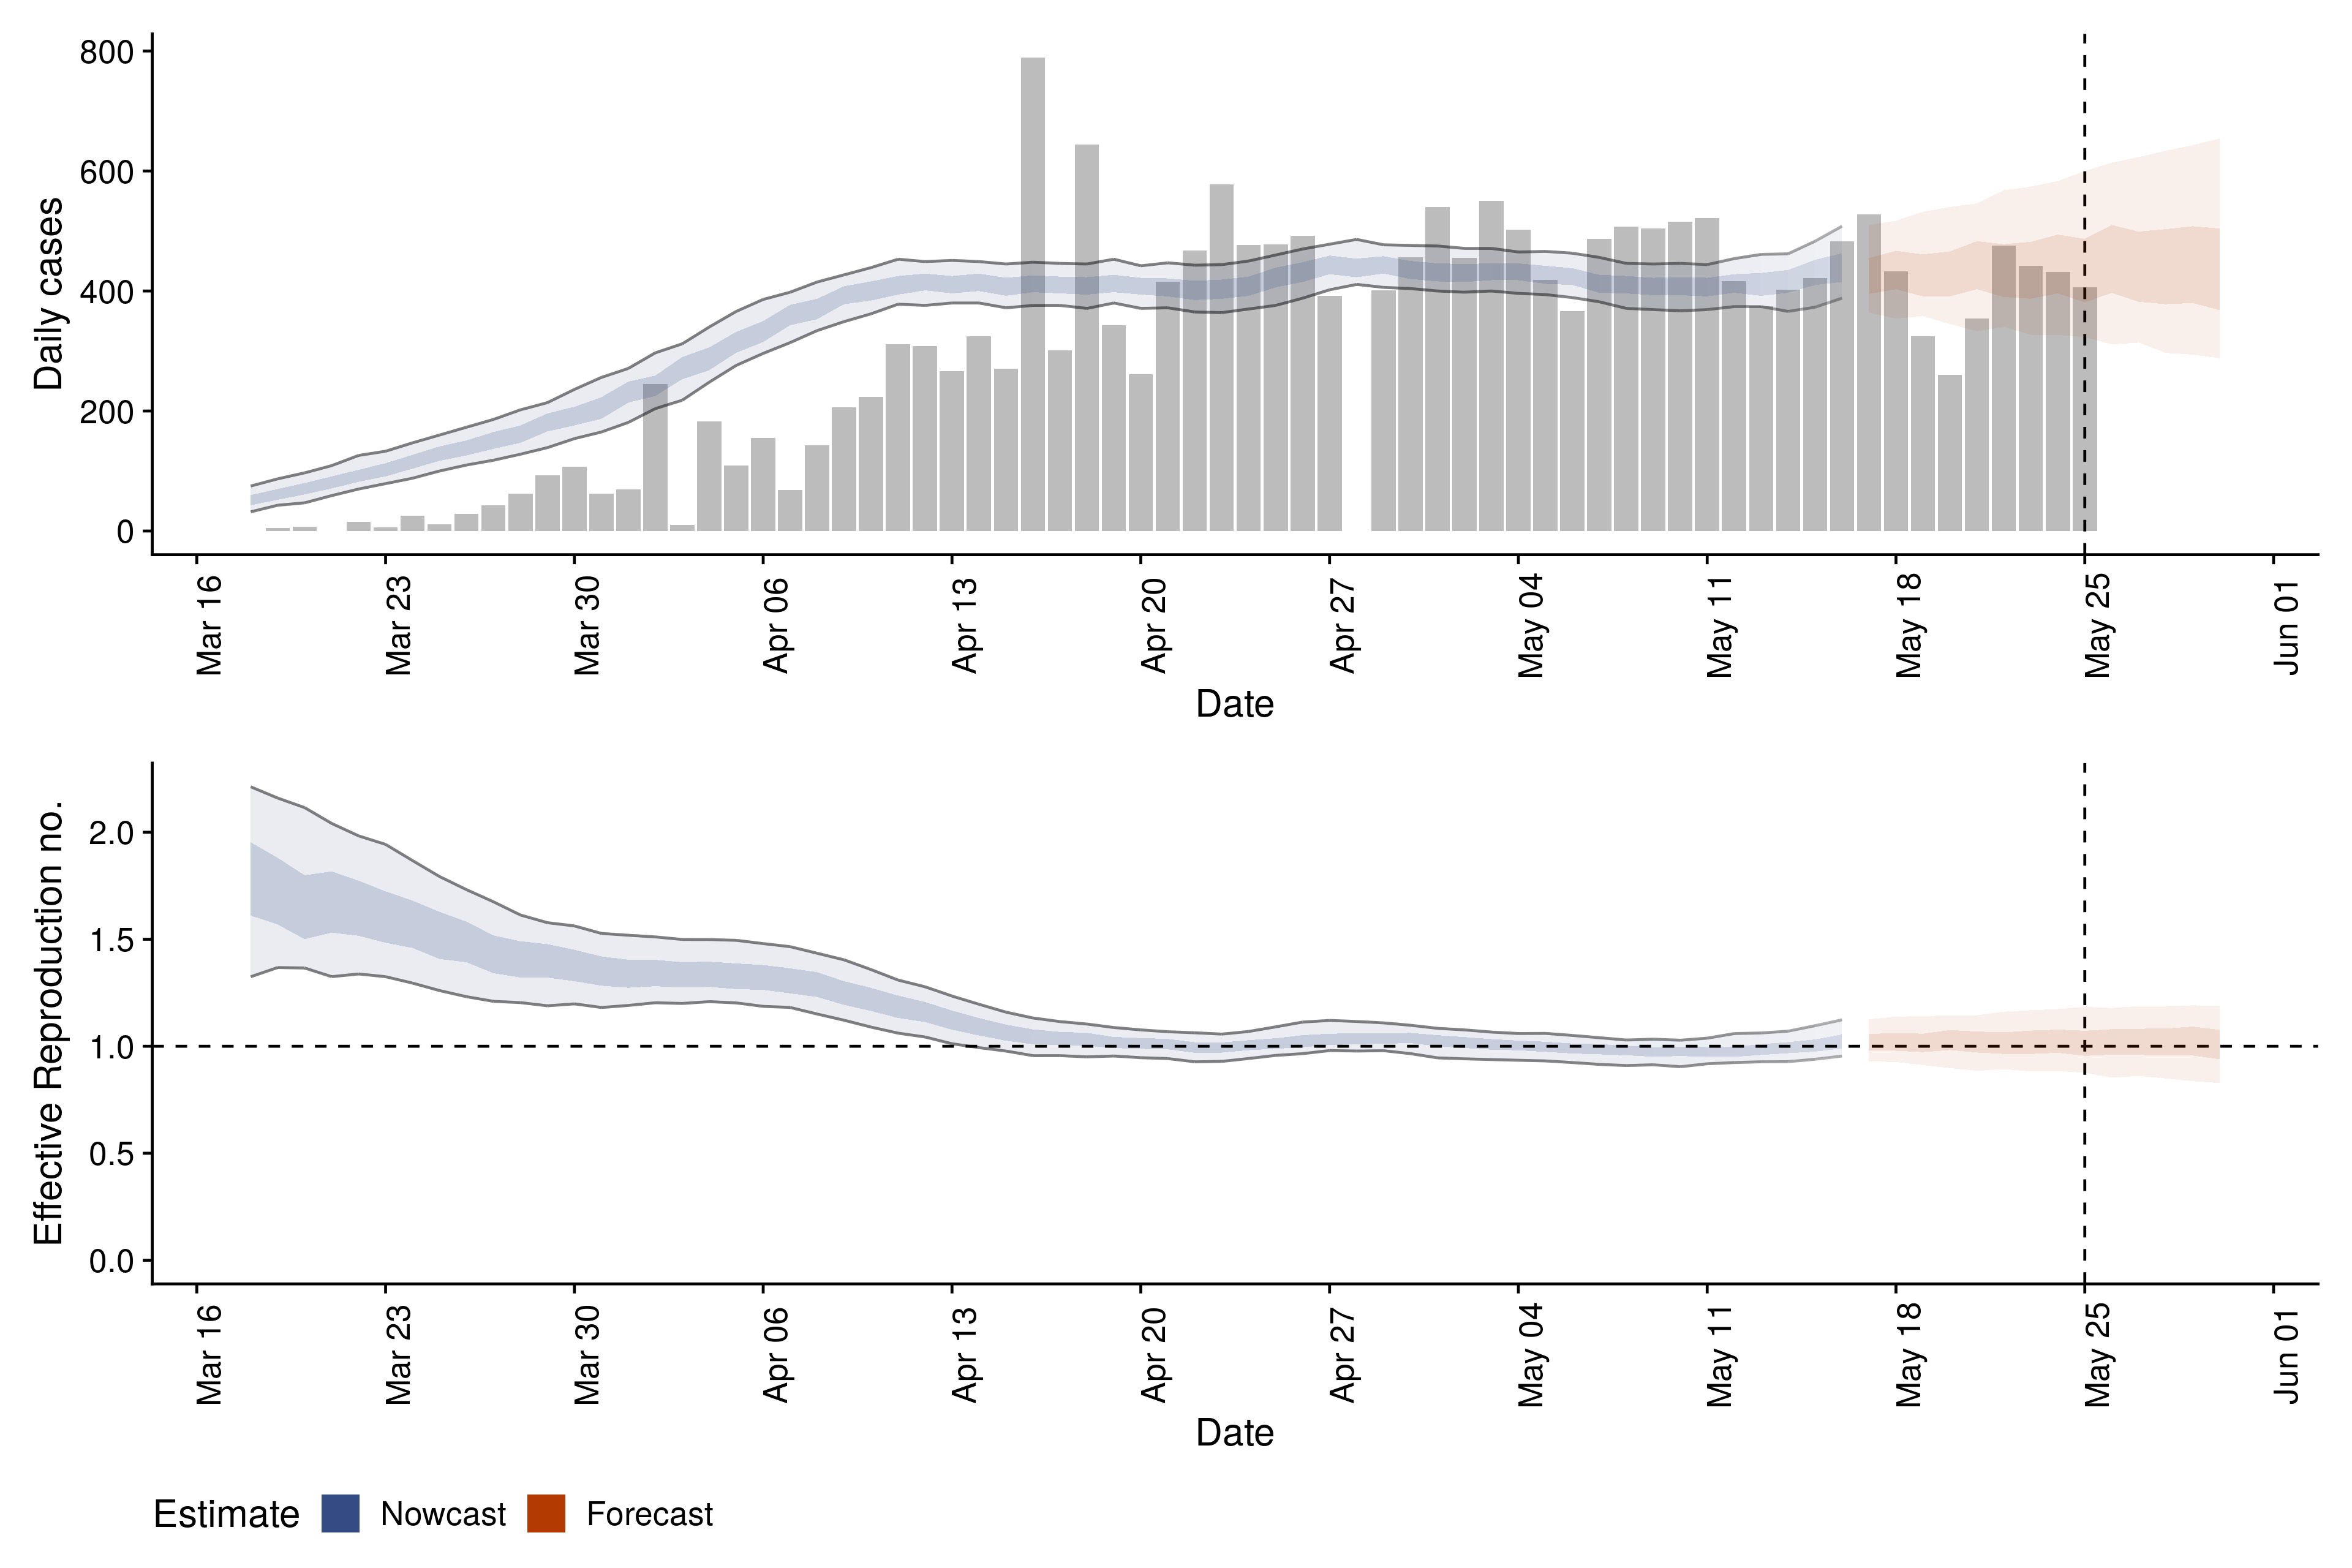 Daily cases
800
600
400
200
0
Mar 16
Mar 23
Mar 30
Apr 06
Apr 13
Apr 20
Apr 27
May 04
May 11
May 18
May 25
Jun 01
Date
Effective Reproduction no.
2.0
1.5
1.0
0.5
0.0
Mar 16
Mar 23
Mar 30
Apr 06
Apr 13
Apr 20
Apr 27
May 04
May 11
May 18
May 25
Jun 01
Date
Estimate Nowcast Forecast